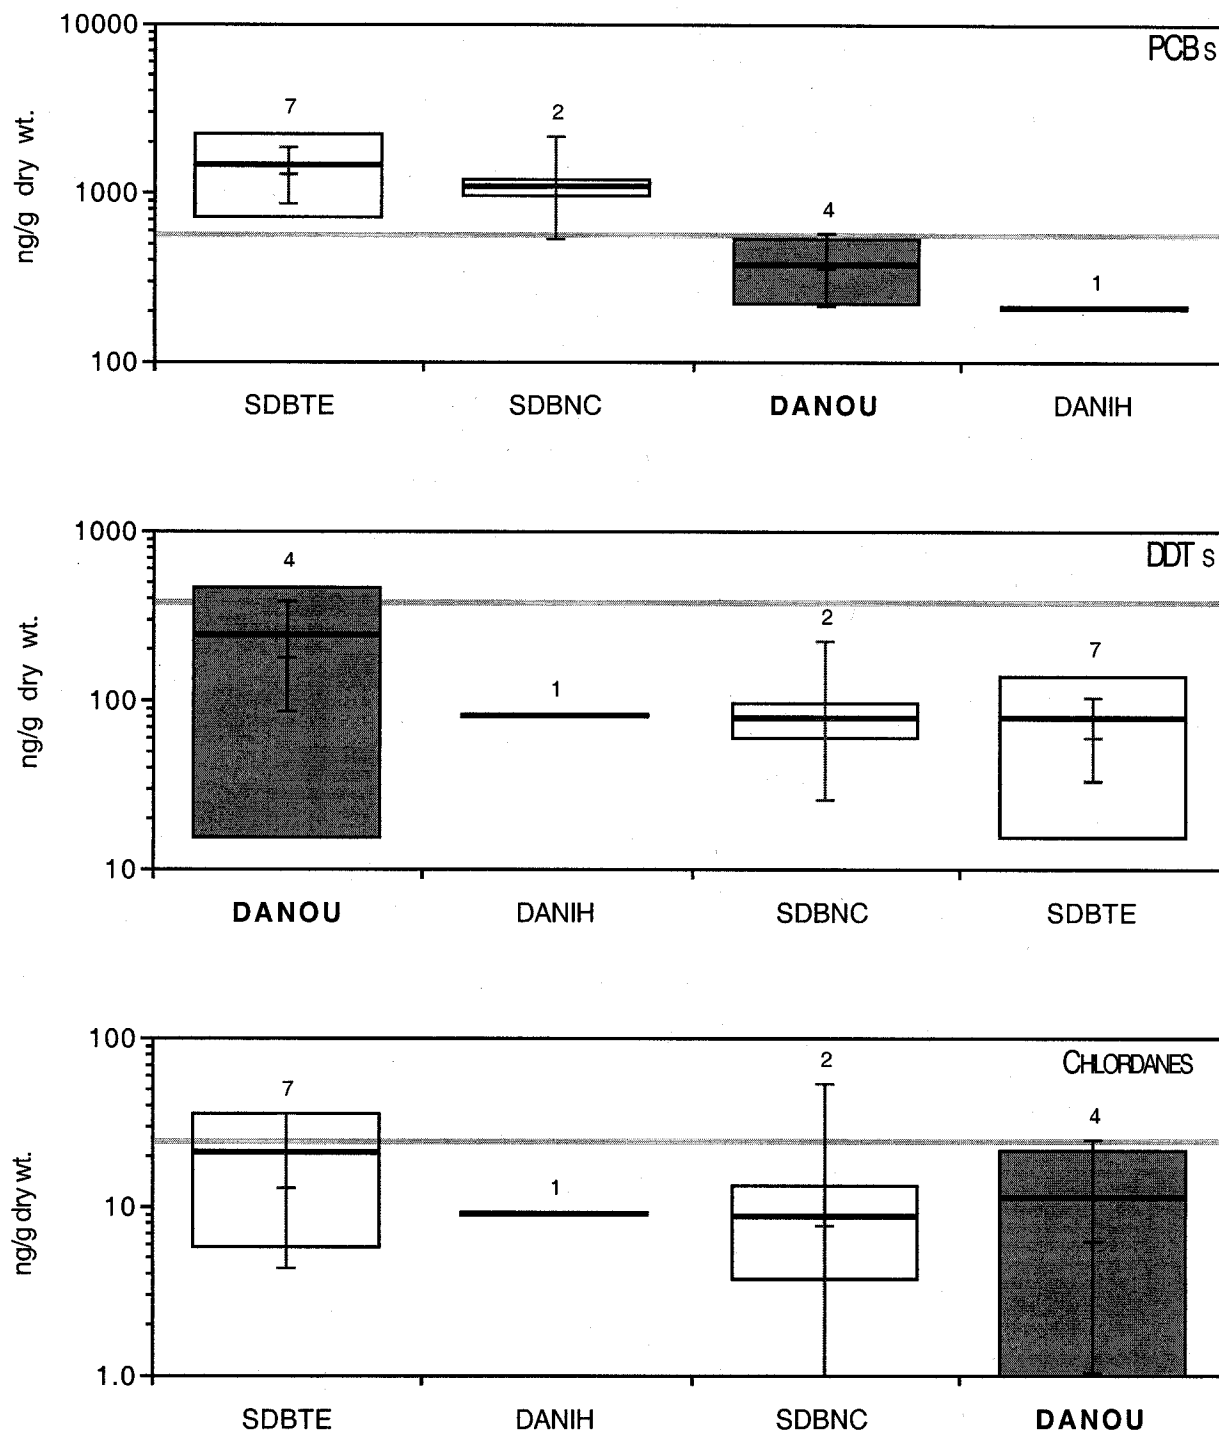 10000
PCBs
7
2
1000
4
1
100
ng/g dry wt.
SDBTE SDBNC DANOU DANIH
1000
DDTs
4
2
7
1
100
10
ng/g dry wt.
DANOU DANIH SDBNC SDBTE
100
CHLORDANES
2
7
4
1
10
1.0
ng/g dry wt.
SDBTE DANIH SDBNC DANOU